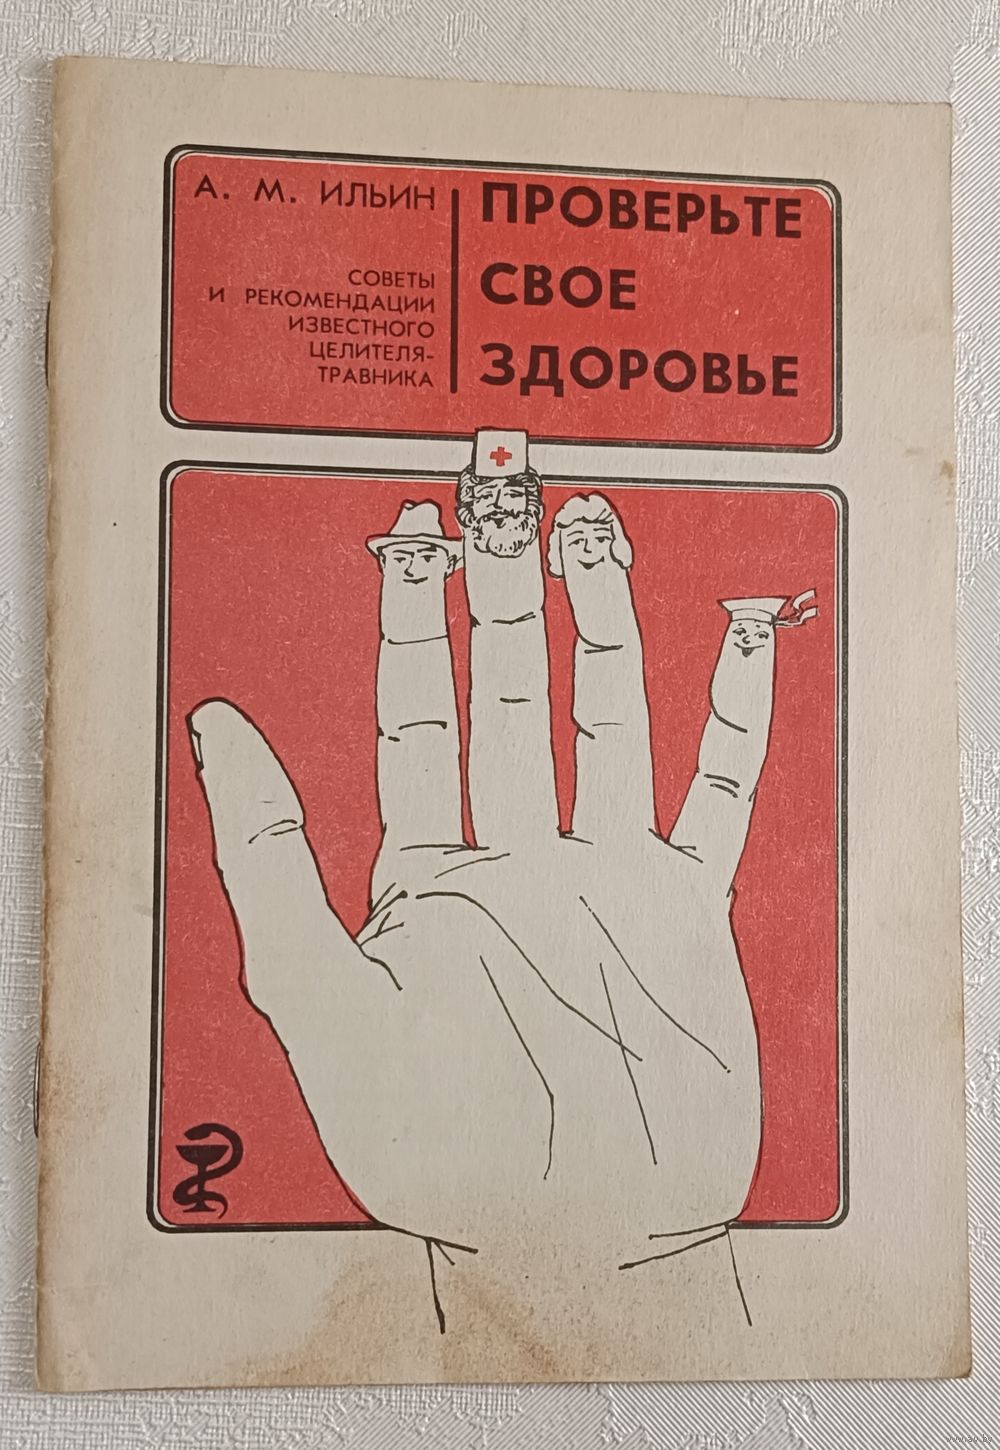 А. М. ИЛЬИН
СОВЕТЫ
И РЕКОМЕНДАЦИИ
ИЗВЕСТНОГО
ЦЕЛИТЕЛЯ-
ТРАВНИКА
ПРОВЕРЬТЕ
СВОЕ
ЗДОРОВЬЕ